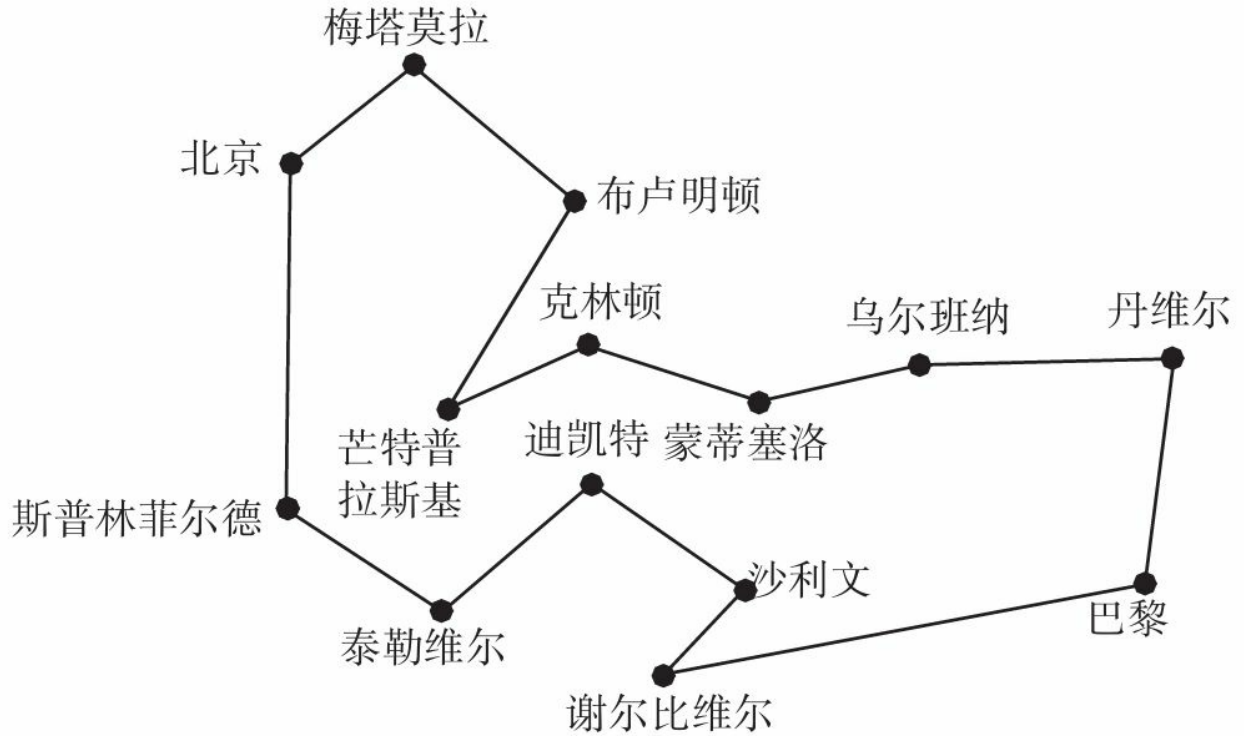 梅塔莫拉
北京
布卢明顿
克林顿
乌尔班纳
丹维尔
芒特普
拉斯基
迪凯特
蒙蒂塞洛
斯普林菲尔德
沙利文
巴黎
泰勒维尔
谢尔比维尔